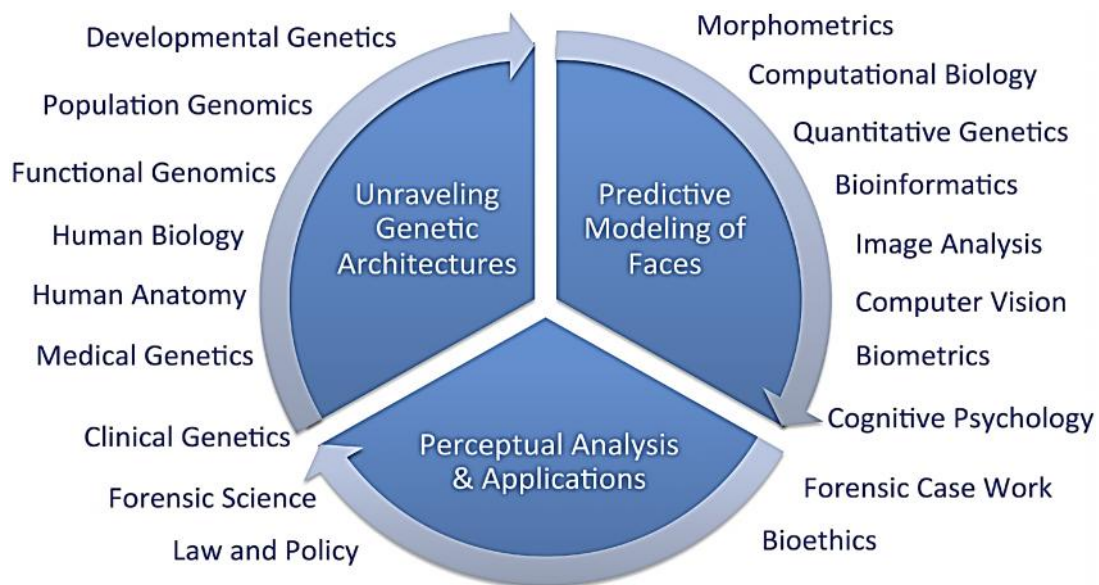 Developmental Genetics
Population Genomics
Functional Genomics
Human Biology
Human Anatomy
Medical Genetics
Clinical Genetics
Forensic Science
Law and Policy
Unraveling
Genetic
Architectures
Predictive
Modeling of
Faces
Perceptual Analysis
& Applications
Morphometrics
Computational Biology
Quantitative Genetics
Bioinformatics
Image Analysis
Computer Vision
Biometrics
Cognitive Psychology
Forensic Case Work
Bioethics